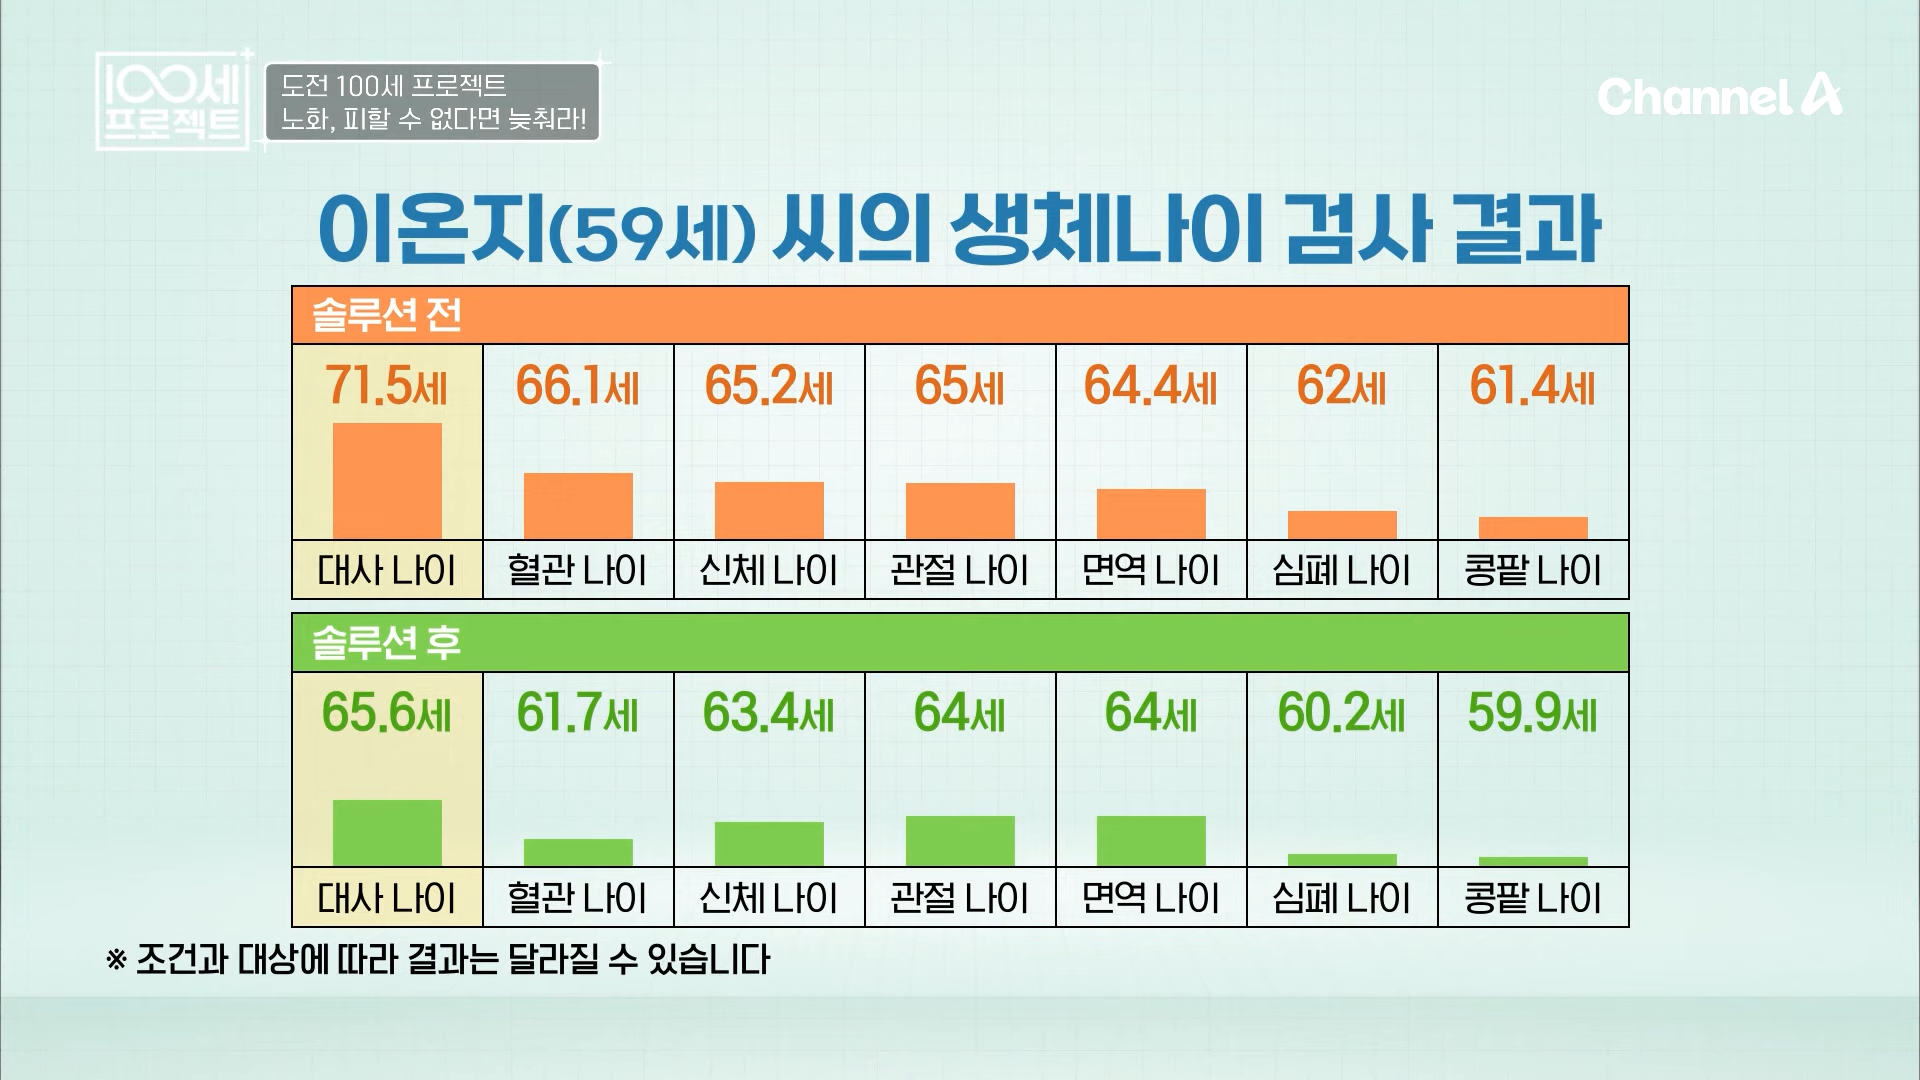 100세
프로젝트
도전 100세 프로젝트
노화, 피할 수 없다면 늦춰라!
Channel A
이온지(59세) 씨의 생체나이 검사 결과
솔루션 전
71.5세 66.1세 65.2세 65세 64.4세 62세 61.4세
대사 나이 혈관 나이 신체 나이 관절 나이 면역 나이 심폐 나이 콩팥 나이
솔루션 후
65.6세 61.7세 63.4세 64세 64세 60.2세 59.9세
대사 나이 혈관 나이 신체 나이 관절 나이 면역 나이 심폐 나이 콩팥 나이
※ 조건과 대상에 따라 결과는 달라질 수 있습니다